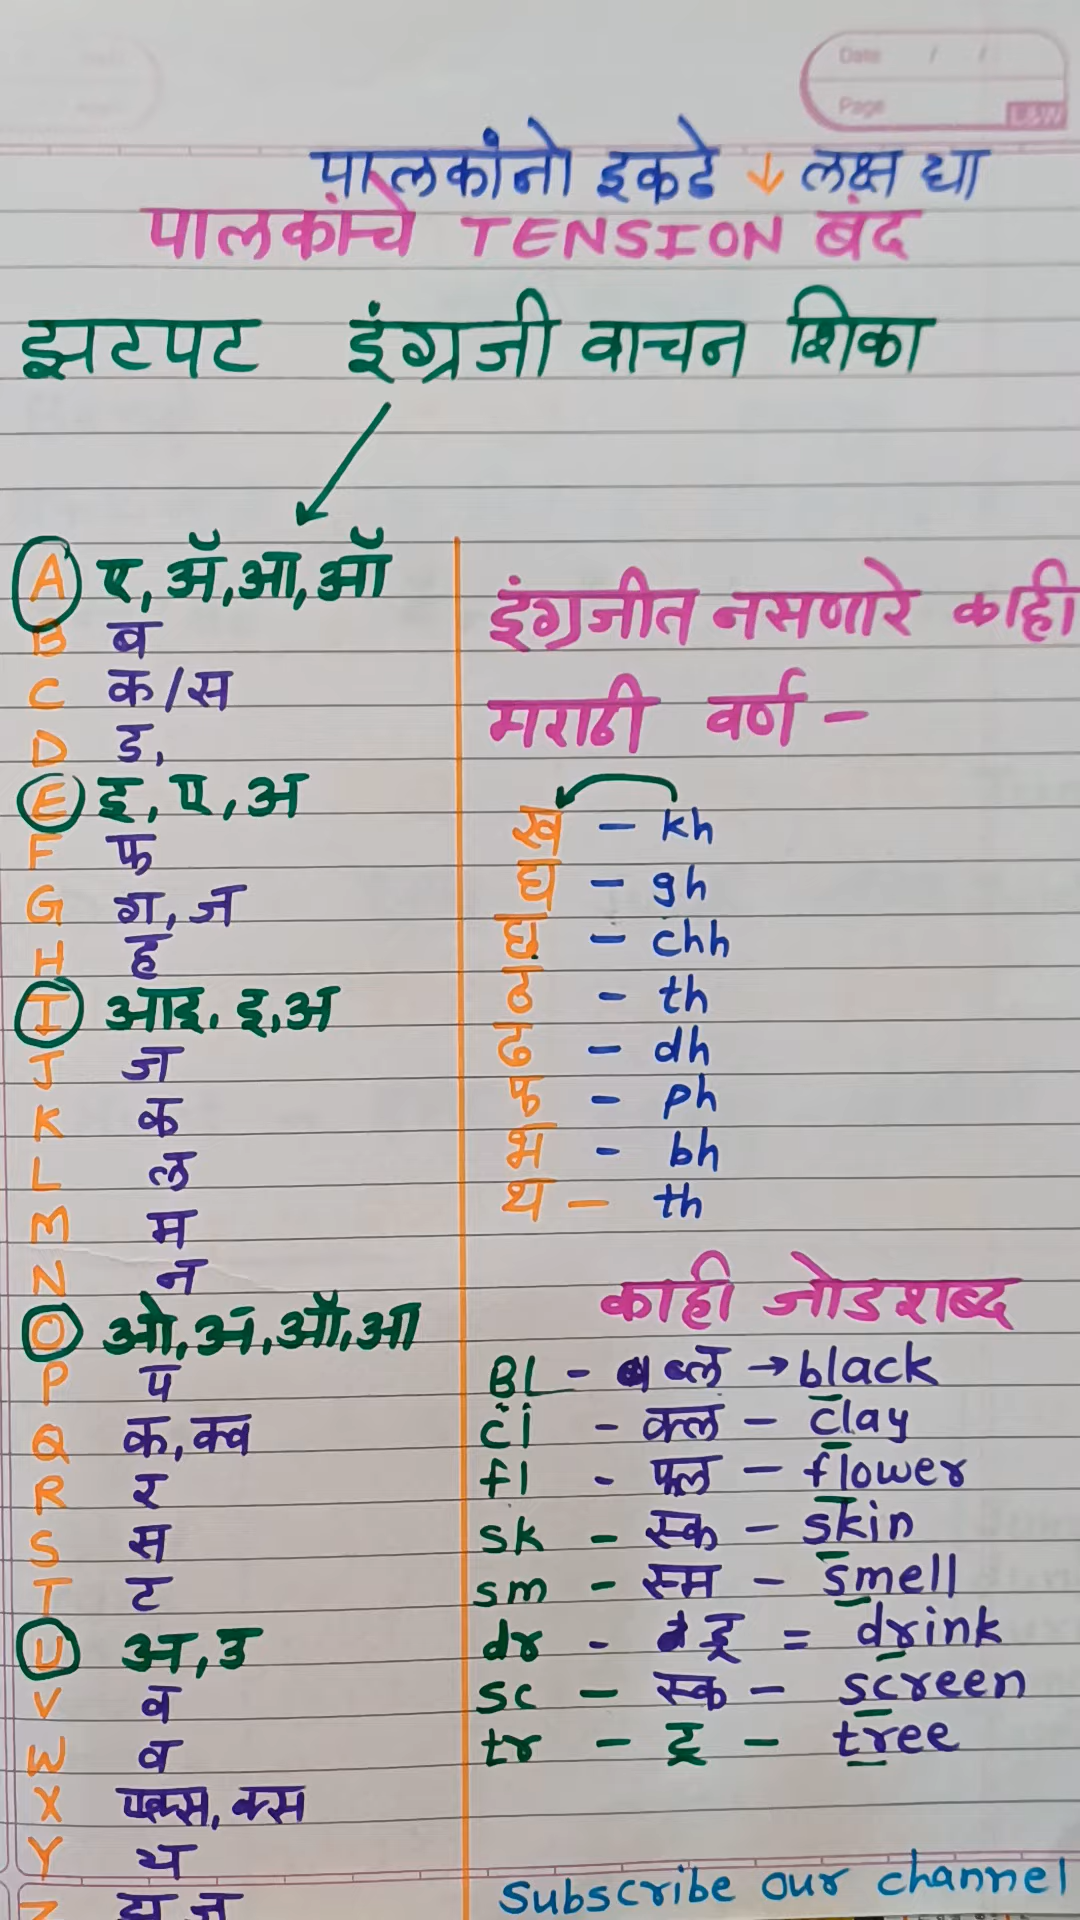 Date / /
Page
L&W
पालकांनो इकडे ↓ लक्ष द्या
पालकांचे TENSION बंद
झटपट इंग्रजी वाचन शिका
A ए, ॲ, आ, ऑ
B ब
C क/स
D ड,
E इ, ए, अ
F फ
G ग, ज
H ह
I आइ. इ, अ
J ज
K क
L ल
M म
N न
O ओ, अ, ऑ, आ
P प
Q क, क्व
R र
S स
T ट
U अ, उ
V व
W व
X एक्स, क्स
Y य
Z झ, ज
इंग्रजीत नसणारे काही
मराठी वर्ण -
ख - kh
घ - gh
छ - chh
ठ - th
ढ - dh
फ - ph
भ - bh
थ - th
काही जोडशब्द
BL - ब्ल → black
cl - क्ल - clay
fl - फ्ल - flower
sk - स्क - skin
sm - स्म - smell
dr - ड्र = drink
sc - स्क - screen
tr - ट्र - tree
Subscribe our channel